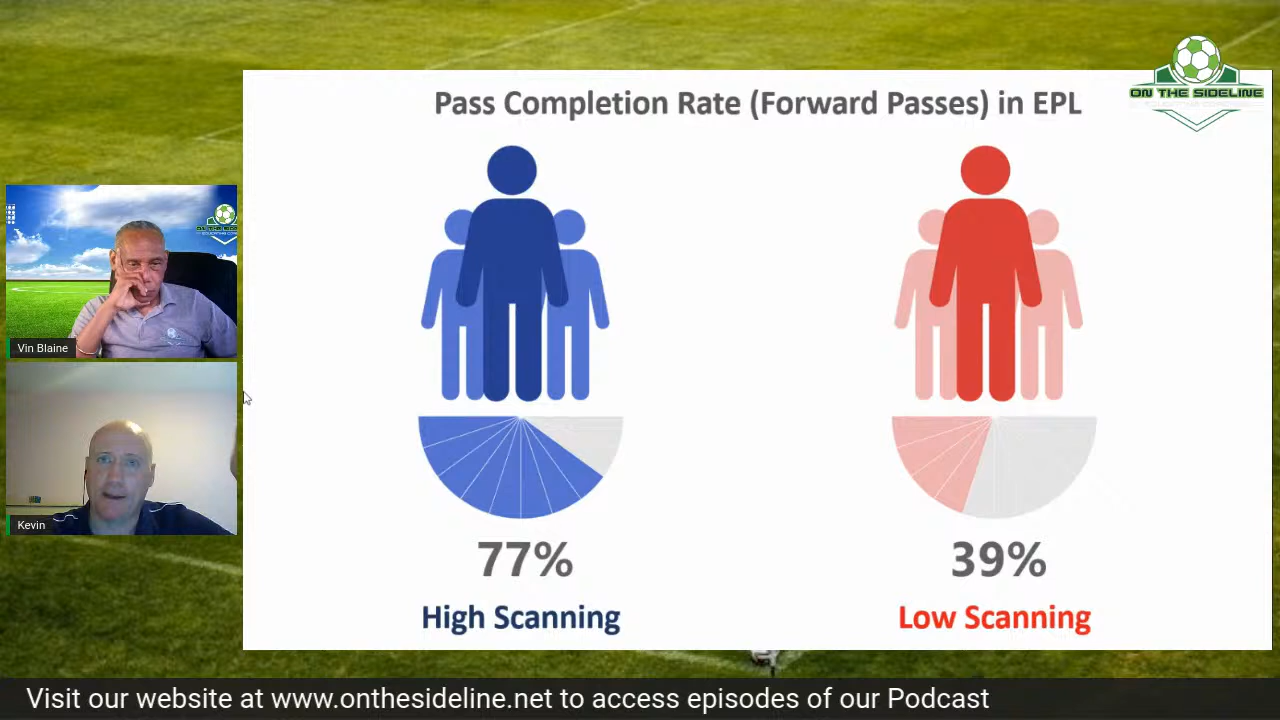 Pass Completion Rate (Forward Passes) in EPL
ON THE SIDELINE
Vin Blaine
Kevin
77%
39%
High Scanning
Low Scanning
Visit our website at www.onthesideline.net to access episodes of our Podcast